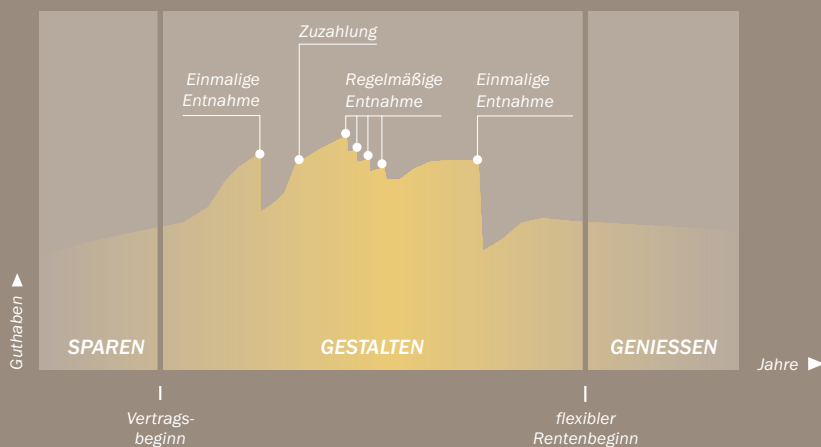 Zuzahlung
Einmalige
Entnahme
Regelmäßige
Entnahme
Einmalige
Entnahme
Guthaben
SPAREN
GESTALTEN
GENIESSEN
Jahre
Vertrags-
beginn
flexibler
Rentenbeginn